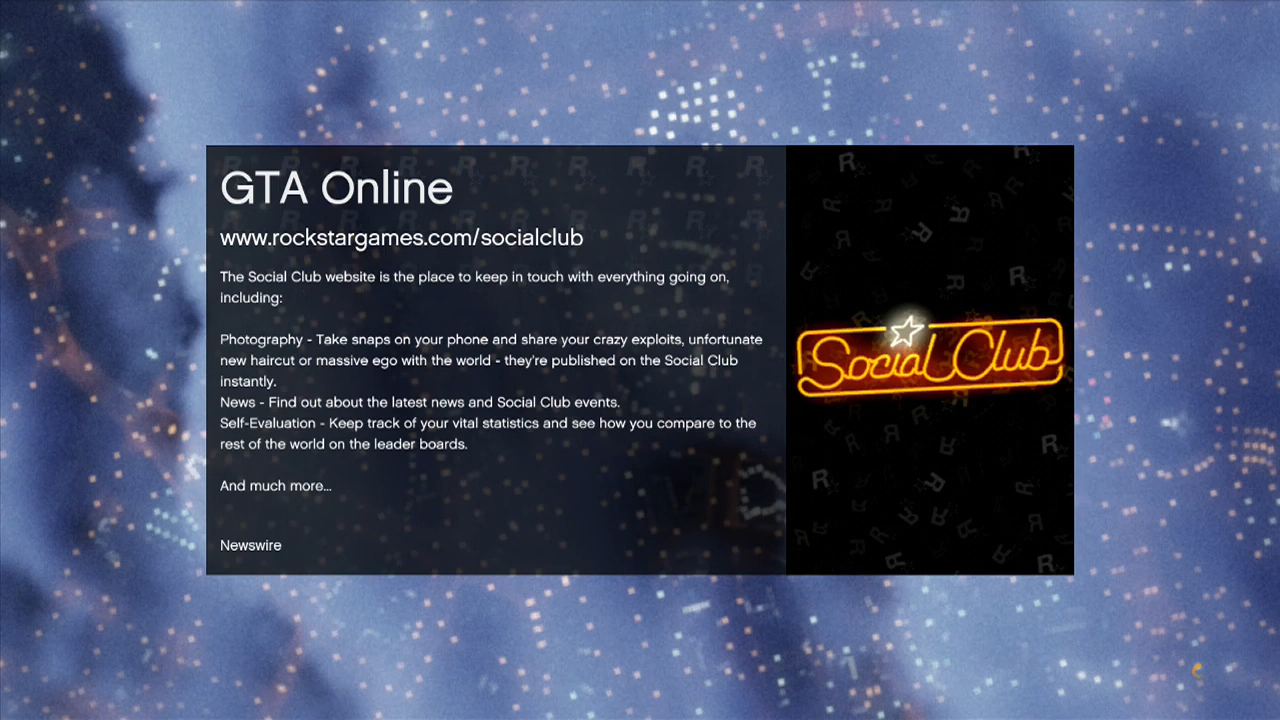 GTA Online
www.rockstargames.com/socialclub
The Social Club website is the place to keep in touch with everything going on,
including:
Photography - Take snaps on your phone and share your crazy exploits, unfortunate
new haircut or massive ego with the world - they're published on the Social Club
instantly.
News - Find out about the latest news and Social Club events.
Self-Evaluation - Keep track of your vital statistics and see how you compare to the
rest of the world on the leader boards.
And much more...
Newswire
Social Club